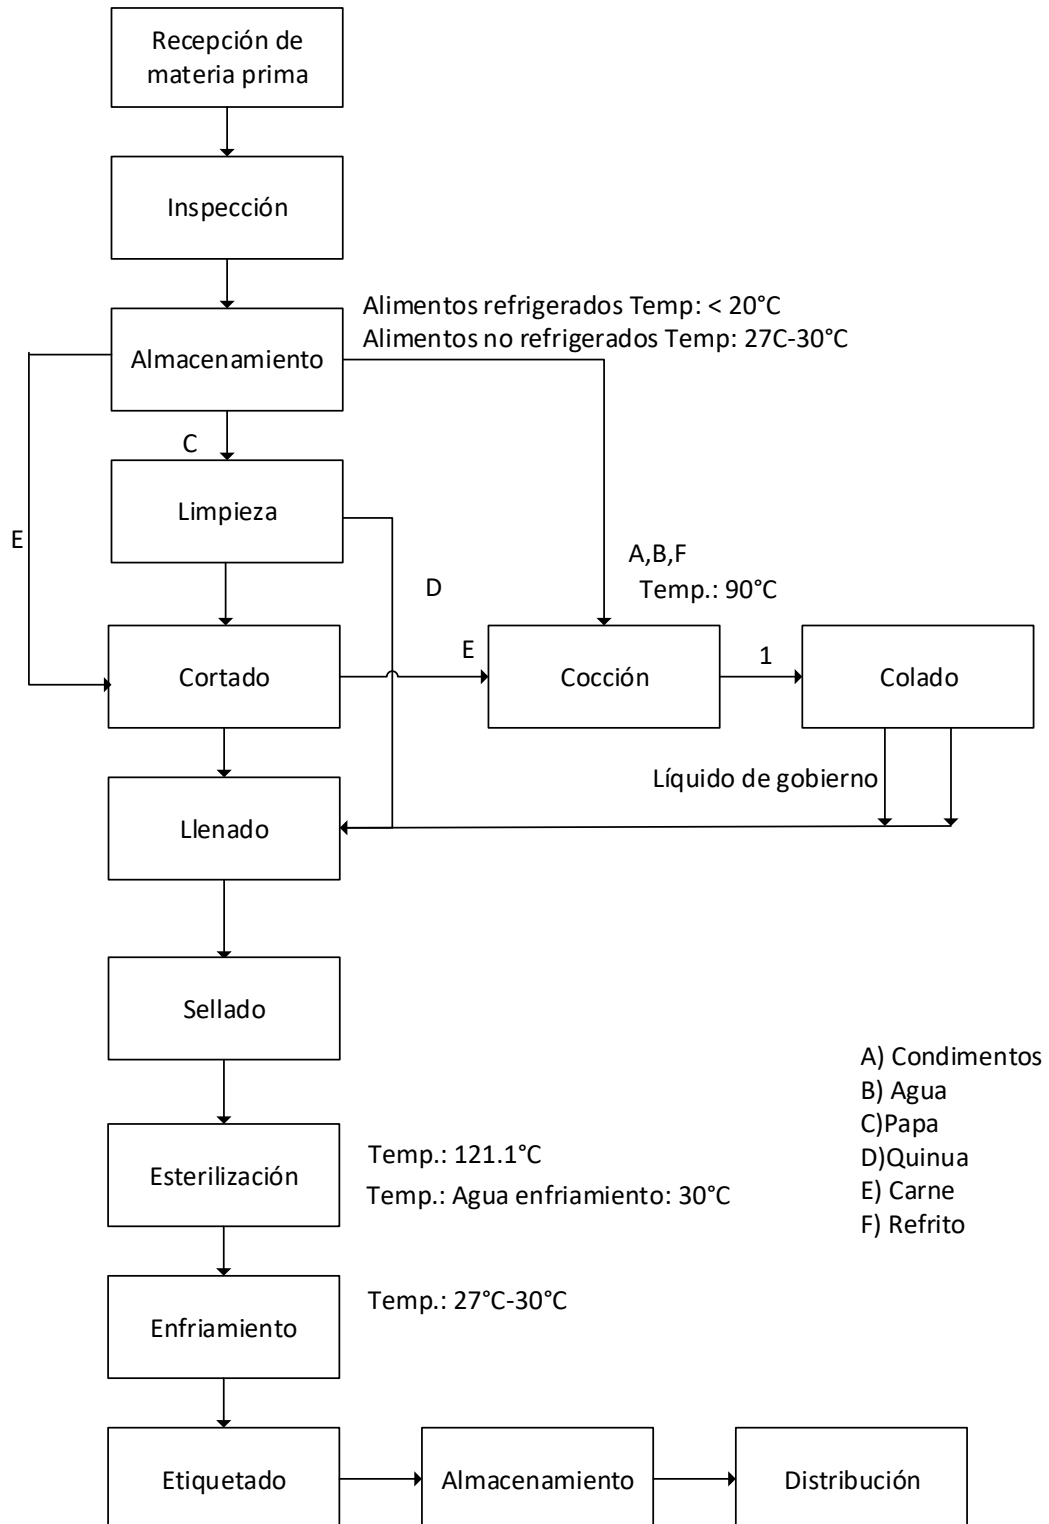 Recepción de
materia prima
Inspección
Alimentos refrigerados Temp: < 20°C
Alimentos no refrigerados Temp: 27C-30°C
Almacenamiento
C
Limpieza
E
D
A,B,F
Temp.: 90°C
Cortado
E
Cocción
1
Colado
Líquido de gobierno
Llenado
Sellado
A) Condimentos
B) Agua
C)Papa
D)Quinua
E) Carne
F) Refrito
Esterilización
Temp.: 121.1°C
Temp.: Agua enfriamiento: 30°C
Enfriamiento
Temp.: 27°C-30°C
Etiquetado
Almacenamiento
Distribución